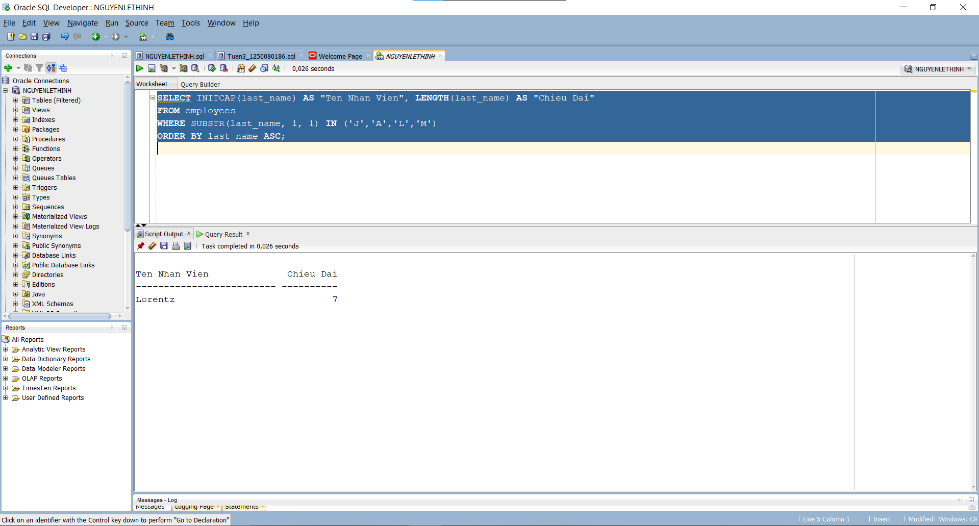 Oracle SQL Developer : NGUYENLETHINH
File Edit View Navigate Run Source Team Tools Window Help
Connections
NGUYENLETHINH.sql Tuan3_1250080186.sql Welcome Page NGUYENLETHINH
0,026 seconds NGUYENLETHINH
Worksheet Query Builder
Oracle Connections
NGUYENLETHINH
Tables (Filtered)
Views
Indexes
Packages
Procedures
Functions
Operators
Queues
Queues Tables
Triggers
Types
Sequences
Materialized Views
Materialized View Logs
Synonyms
Public Synonyms
Database Links
Public Database Links
Directories
Editions
Java
XML Schemas
SELECT INITCAP(last_name) AS "Ten Nhan Vien", LENGTH(last_name) AS "Chieu Dai"
FROM employees
WHERE SUBSTR(last_name, 1, 1) IN ('J','A','L','M')
ORDER BY last_name ASC;
Script Output Query Result
Task completed in 0,026 seconds
Ten Nhan Vien Chieu Dai
------------------------- ----------
Lorentz 7
Reports
All Reports
Analytic View Reports
Data Dictionary Reports
Data Modeler Reports
OLAP Reports
TimesTen Reports
User Defined Reports
Messages - Log
Messages Logging Page Statements
Click on an identifier with the Control key down to perform "Go to Declaration"
Line 5 Column 1 Insert Modified Windows: CR